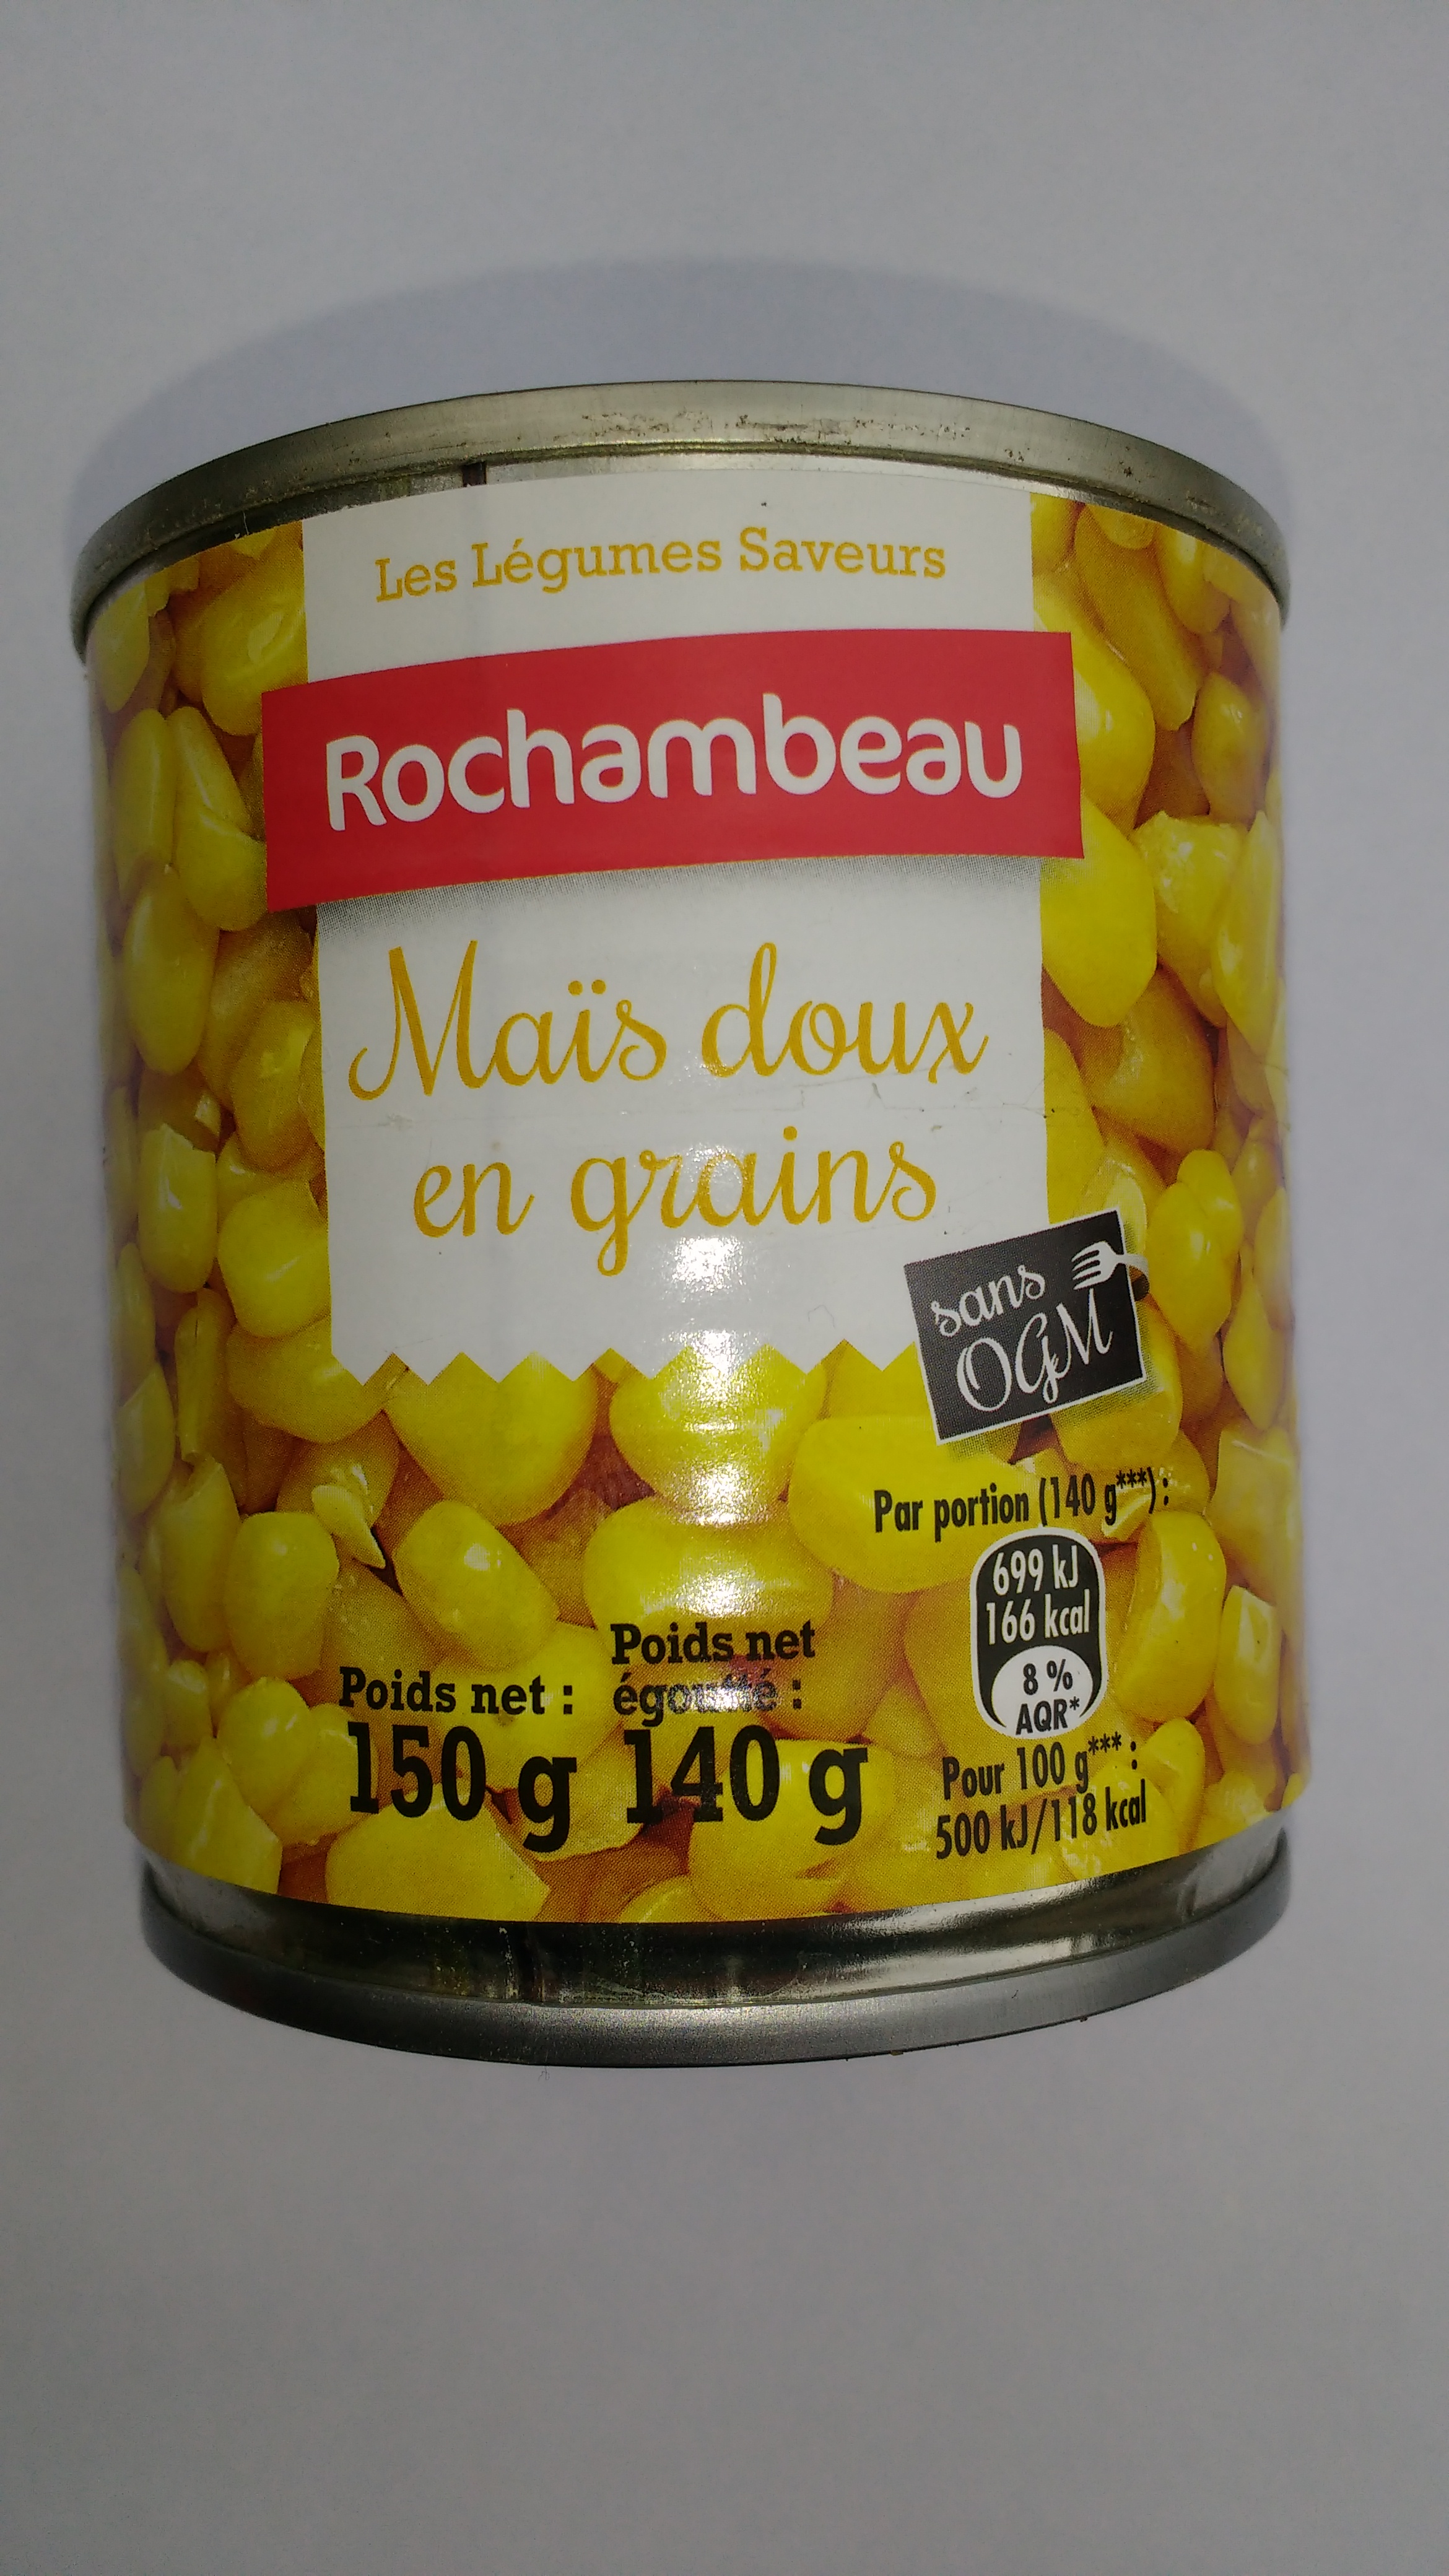 Les Légumes Saveurs
Rochambeau
Maïs doux
en grains
sans
OGM
Par portion (140 g***) :
699 kJ
166 kcal
8 %
AQR*
Pour 100 g*** :
500 kJ/118 kcal
Poids net :
150 g
Poids net
égoutté :
140 g